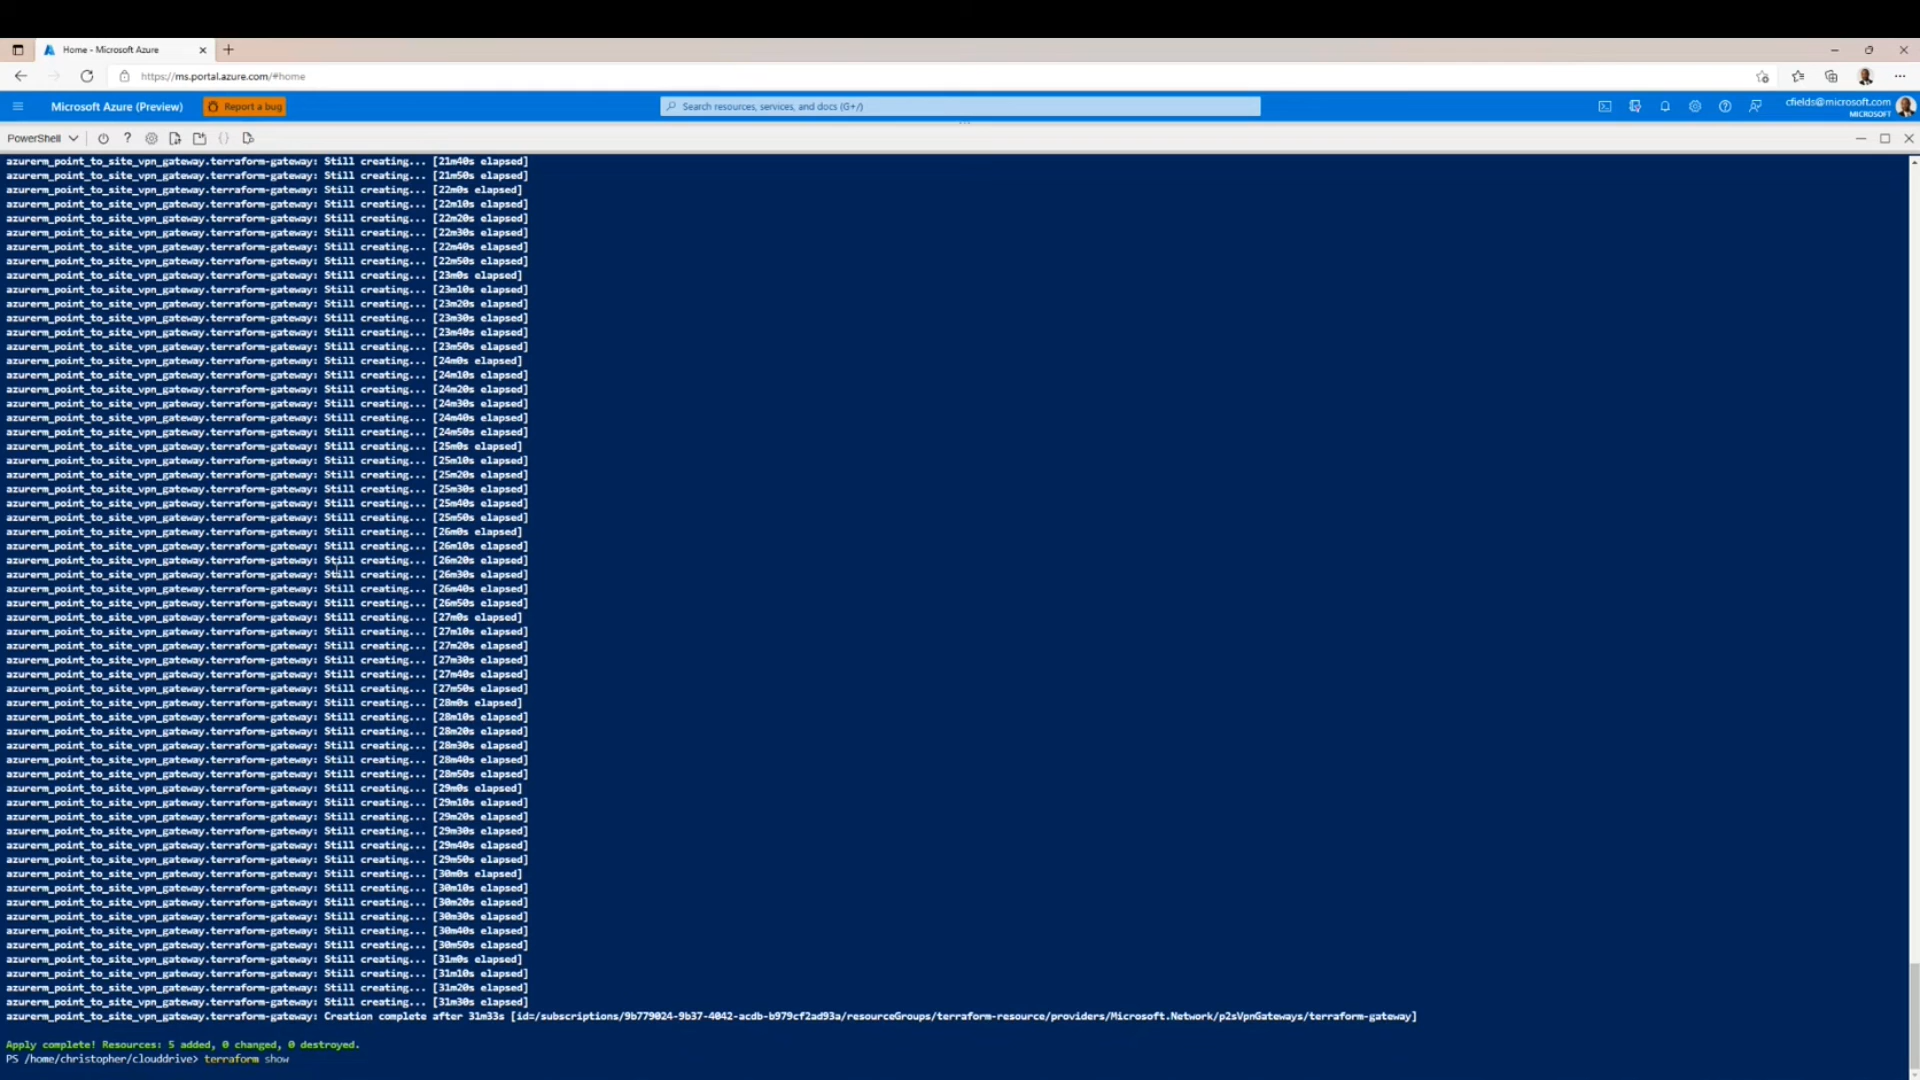 Home - Microsoft Azure
https://ms.portal.azure.com/#home
Microsoft Azure (Preview)
Report a bug
Search resources, services, and docs (G+/)
cfields@microsoft.com
MICROSOFT
PowerShell
azurerm_point_to_site_vpn_gateway.terraform-gateway: Still creating... [21m40s elapsed]
azurerm_point_to_site_vpn_gateway.terraform-gateway: Still creating... [21m50s elapsed]
azurerm_point_to_site_vpn_gateway.terraform-gateway: Still creating... [22m0s elapsed]
azurerm_point_to_site_vpn_gateway.terraform-gateway: Still creating... [22m10s elapsed]
azurerm_point_to_site_vpn_gateway.terraform-gateway: Still creating... [22m20s elapsed]
azurerm_point_to_site_vpn_gateway.terraform-gateway: Still creating... [22m30s elapsed]
azurerm_point_to_site_vpn_gateway.terraform-gateway: Still creating... [22m40s elapsed]
azurerm_point_to_site_vpn_gateway.terraform-gateway: Still creating... [22m50s elapsed]
azurerm_point_to_site_vpn_gateway.terraform-gateway: Still creating... [23m0s elapsed]
azurerm_point_to_site_vpn_gateway.terraform-gateway: Still creating... [23m10s elapsed]
azurerm_point_to_site_vpn_gateway.terraform-gateway: Still creating... [23m20s elapsed]
azurerm_point_to_site_vpn_gateway.terraform-gateway: Still creating... [23m30s elapsed]
azurerm_point_to_site_vpn_gateway.terraform-gateway: Still creating... [23m40s elapsed]
azurerm_point_to_site_vpn_gateway.terraform-gateway: Still creating... [23m50s elapsed]
azurerm_point_to_site_vpn_gateway.terraform-gateway: Still creating... [24m0s elapsed]
azurerm_point_to_site_vpn_gateway.terraform-gateway: Still creating... [24m10s elapsed]
azurerm_point_to_site_vpn_gateway.terraform-gateway: Still creating... [24m20s elapsed]
azurerm_point_to_site_vpn_gateway.terraform-gateway: Still creating... [24m30s elapsed]
azurerm_point_to_site_vpn_gateway.terraform-gateway: Still creating... [24m40s elapsed]
azurerm_point_to_site_vpn_gateway.terraform-gateway: Still creating... [24m50s elapsed]
azurerm_point_to_site_vpn_gateway.terraform-gateway: Still creating... [25m0s elapsed]
azurerm_point_to_site_vpn_gateway.terraform-gateway: Still creating... [25m10s elapsed]
azurerm_point_to_site_vpn_gateway.terraform-gateway: Still creating... [25m20s elapsed]
azurerm_point_to_site_vpn_gateway.terraform-gateway: Still creating... [25m30s elapsed]
azurerm_point_to_site_vpn_gateway.terraform-gateway: Still creating... [25m40s elapsed]
azurerm_point_to_site_vpn_gateway.terraform-gateway: Still creating... [25m50s elapsed]
azurerm_point_to_site_vpn_gateway.terraform-gateway: Still creating... [26m0s elapsed]
azurerm_point_to_site_vpn_gateway.terraform-gateway: Still creating... [26m10s elapsed]
azurerm_point_to_site_vpn_gateway.terraform-gateway: Still creating... [26m20s elapsed]
azurerm_point_to_site_vpn_gateway.terraform-gateway: Still creating... [26m30s elapsed]
azurerm_point_to_site_vpn_gateway.terraform-gateway: Still creating... [26m40s elapsed]
azurerm_point_to_site_vpn_gateway.terraform-gateway: Still creating... [26m50s elapsed]
azurerm_point_to_site_vpn_gateway.terraform-gateway: Still creating... [27m0s elapsed]
azurerm_point_to_site_vpn_gateway.terraform-gateway: Still creating... [27m10s elapsed]
azurerm_point_to_site_vpn_gateway.terraform-gateway: Still creating... [27m20s elapsed]
azurerm_point_to_site_vpn_gateway.terraform-gateway: Still creating... [27m30s elapsed]
azurerm_point_to_site_vpn_gateway.terraform-gateway: Still creating... [27m40s elapsed]
azurerm_point_to_site_vpn_gateway.terraform-gateway: Still creating... [27m50s elapsed]
azurerm_point_to_site_vpn_gateway.terraform-gateway: Still creating... [28m0s elapsed]
azurerm_point_to_site_vpn_gateway.terraform-gateway: Still creating... [28m10s elapsed]
azurerm_point_to_site_vpn_gateway.terraform-gateway: Still creating... [28m20s elapsed]
azurerm_point_to_site_vpn_gateway.terraform-gateway: Still creating... [28m30s elapsed]
azurerm_point_to_site_vpn_gateway.terraform-gateway: Still creating... [28m40s elapsed]
azurerm_point_to_site_vpn_gateway.terraform-gateway: Still creating... [28m50s elapsed]
azurerm_point_to_site_vpn_gateway.terraform-gateway: Still creating... [29m0s elapsed]
azurerm_point_to_site_vpn_gateway.terraform-gateway: Still creating... [29m10s elapsed]
azurerm_point_to_site_vpn_gateway.terraform-gateway: Still creating... [29m20s elapsed]
azurerm_point_to_site_vpn_gateway.terraform-gateway: Still creating... [29m30s elapsed]
azurerm_point_to_site_vpn_gateway.terraform-gateway: Still creating... [29m40s elapsed]
azurerm_point_to_site_vpn_gateway.terraform-gateway: Still creating... [29m50s elapsed]
azurerm_point_to_site_vpn_gateway.terraform-gateway: Still creating... [30m0s elapsed]
azurerm_point_to_site_vpn_gateway.terraform-gateway: Still creating... [30m10s elapsed]
azurerm_point_to_site_vpn_gateway.terraform-gateway: Still creating... [30m20s elapsed]
azurerm_point_to_site_vpn_gateway.terraform-gateway: Still creating... [30m30s elapsed]
azurerm_point_to_site_vpn_gateway.terraform-gateway: Still creating... [30m40s elapsed]
azurerm_point_to_site_vpn_gateway.terraform-gateway: Still creating... [30m50s elapsed]
azurerm_point_to_site_vpn_gateway.terraform-gateway: Still creating... [31m0s elapsed]
azurerm_point_to_site_vpn_gateway.terraform-gateway: Still creating... [31m10s elapsed]
azurerm_point_to_site_vpn_gateway.terraform-gateway: Still creating... [31m20s elapsed]
azurerm_point_to_site_vpn_gateway.terraform-gateway: Still creating... [31m30s elapsed]
azurerm_point_to_site_vpn_gateway.terraform-gateway: Creation complete after 31m33s [id=/subscriptions/9b779024-9b37-4042-acdb-b979cf2ad93a/resourceGroups/terraform-resource/providers/Microsoft.Network/p2sVpnGateways/terraform-gateway]
Apply complete! Resources: 5 added, 0 changed, 0 destroyed.
PS /home/christopher/clouddrive> terraform show